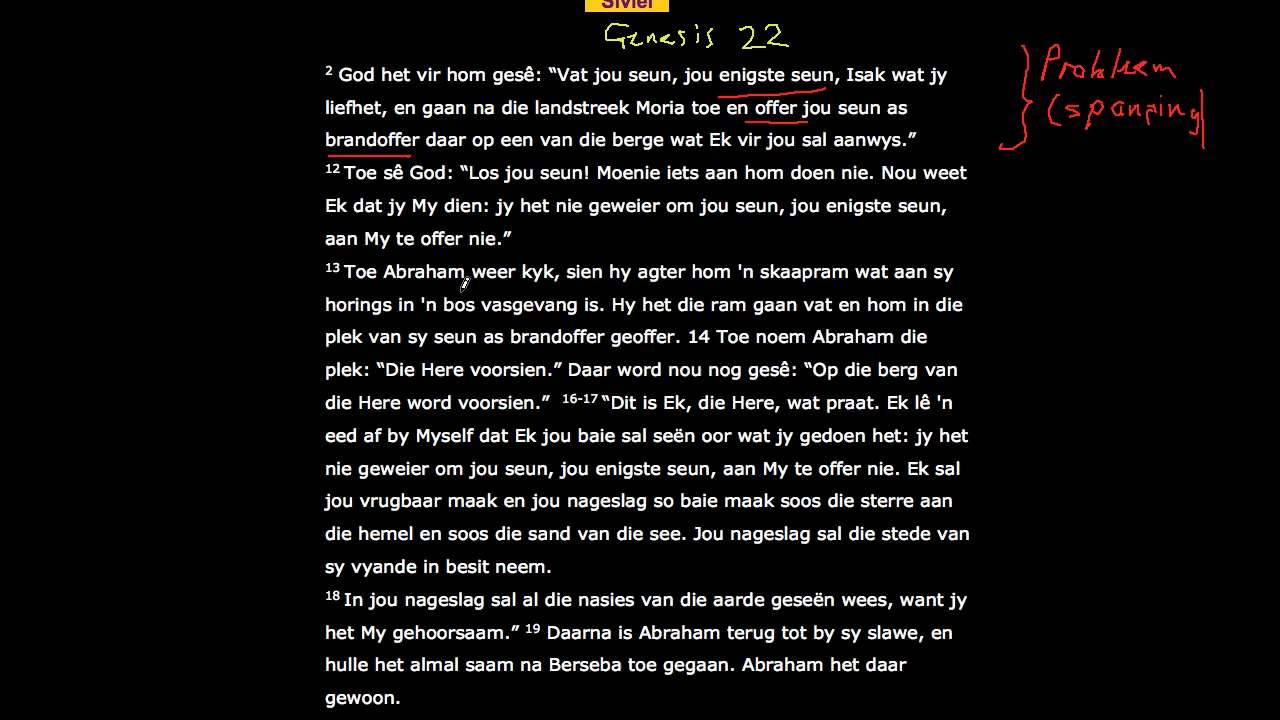 Genesis 22
Probleem
(spanning)
2 God het vir hom gesê: “Vat jou seun, jou enigste seun, Isak wat jy
liefhet, en gaan na die landstreek Moria toe en offer jou seun as
brandoffer daar op een van die berge wat Ek vir jou sal aanwys.”
12 Toe sê God: “Los jou seun! Moenie iets aan hom doen nie. Nou weet
Ek dat jy My dien: jy het nie geweier om jou seun, jou enigste seun,
aan My te offer nie.”
13 Toe Abraham weer kyk, sien hy agter hom 'n skaapram wat aan sy
horings in 'n bos vasgevang is. Hy het die ram gaan vat en hom in die
plek van sy seun as brandoffer geoffer. 14 Toe noem Abraham die
plek: “Die Here voorsien.” Daar word nou nog gesê: “Op die berg van
die Here word voorsien.” 16-17 “Dit is Ek, die Here, wat praat. Ek lê 'n
eed af by Myself dat Ek jou baie sal seën oor wat jy gedoen het: jy het
nie geweier om jou seun, jou enigste seun, aan My te offer nie. Ek sal
jou vrugbaar maak en jou nageslag so baie maak soos die sterre aan
die hemel en soos die sand van die see. Jou nageslag sal die stede van
sy vyande in besit neem.
18 In jou nageslag sal al die nasies van die aarde geseën wees, want jy
het My gehoorsaam.” 19 Daarna is Abraham terug tot by sy slawe, en
hulle het almal saam na Berseba toe gegaan. Abraham het daar
gewoon.